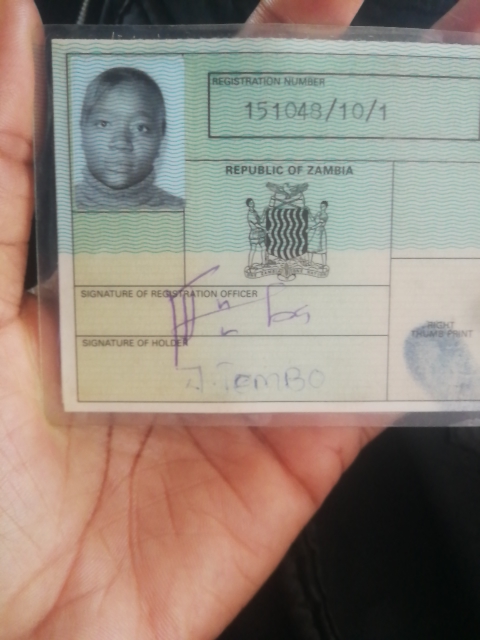 REGISTRATION NUMBER
151048/10/1
REPUBLIC OF ZAMBIA
SIGNATURE OF REGISTRATION OFFICER
SIGNATURE OF HOLDER
J. TEMBO
RIGHT
THUMB PRINT